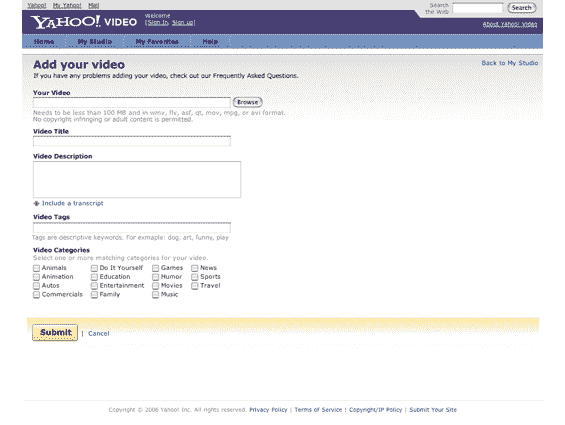 Yahoo! My Yahoo! Mail
Search the Web Search
YAHOO! VIDEO
Welcome
[Sign In, Sign up]
About Yahoo! Video
Home My Studio My Favorites Help
Add your video
Back to My Studio
If you have any problems adding your video, check out our Frequently Asked Questions.
Your Video
Browse
Needs to be less than 100 MB and in wmv, flv, asf, qt, mov, mpg, or avi format.
No copyright infringing or adult content is permitted.
Video Title
Video Description
Include a transcript
Video Tags
Tags are descriptive keywords. For exmaple: dog, art, funny, play
Video Categories
Select one or more matching categories for your video.
Animals Do It Yourself Games News
Animation Education Humor Sports
Autos Entertainment Movies Travel
Commercials Family Music
Submit | Cancel
Copyright © 2006 Yahoo! Inc. All rights reserved. Privacy Policy | Terms of Service | Copyright/IP Policy | Submit Your Site